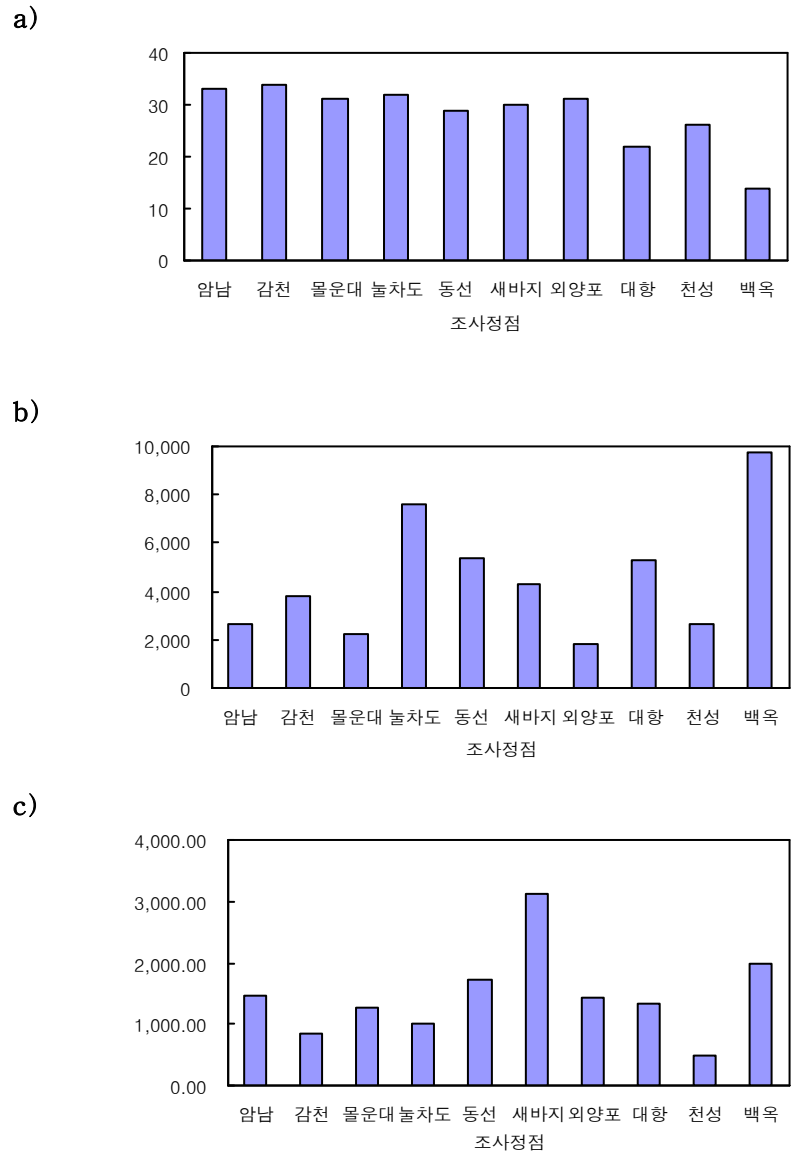 a)
40
30
20
10
0
암남 감천 몰운대 눌차도 동선 새바지 외양포 대항 천성 백옥
조사정점
b)
10,000
8,000
6,000
4,000
2,000
0
암남 감천 몰운대 눌차도 동선 새바지 외양포 대항 천성 백옥
조사정점
c)
4,000.00
3,000.00
2,000.00
1,000.00
0.00
암남 감천 몰운대 눌차도 동선 새바지 외양포 대항 천성 백옥
조사정점